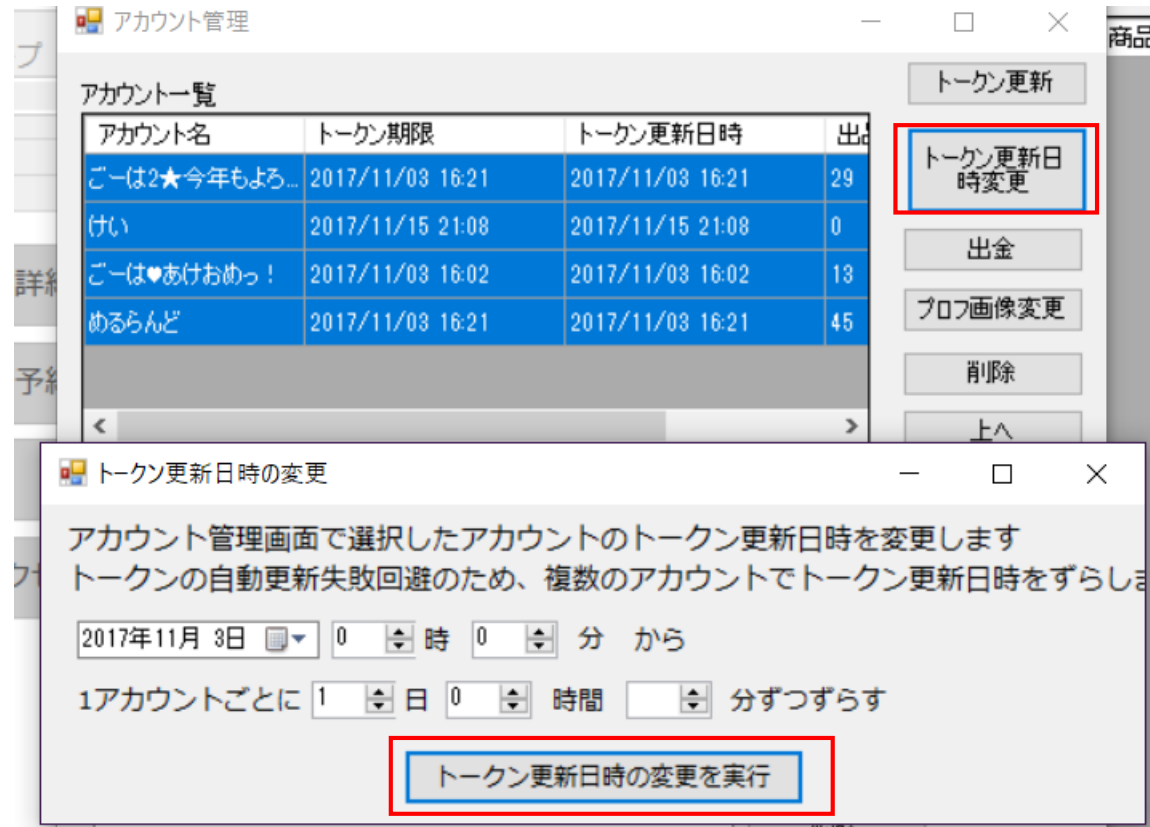 アカウント管理
商品
プ
トークン更新
アカウント一覧
アカウント名 トークン期限 トークン更新日時
トークン更新日
時変更
ごーは2★今年もよろ... 2017/11/03 16:21 2017/11/03 16:21 29
けい 2017/11/15 21:08 2017/11/15 21:08 0
出金
詳細
ごーは♥あけおめっ！ 2017/11/03 16:02 2017/11/03 16:02 13
プロフ画像変更
めるらんど 2017/11/03 16:21 2017/11/03 16:21 45
予約
削除
上へ
トークン更新日時の変更
アカウント管理画面で選択したアカウントのトークン更新日時を変更します
トークンの自動更新失敗回避のため、複数のアカウントでトークン更新日時をずらしま
2017年11月 3日 0 時 0 分 から
1アカウントごとに 1 日 0 時間 分ずつずらす
トークン更新日時の変更を実行